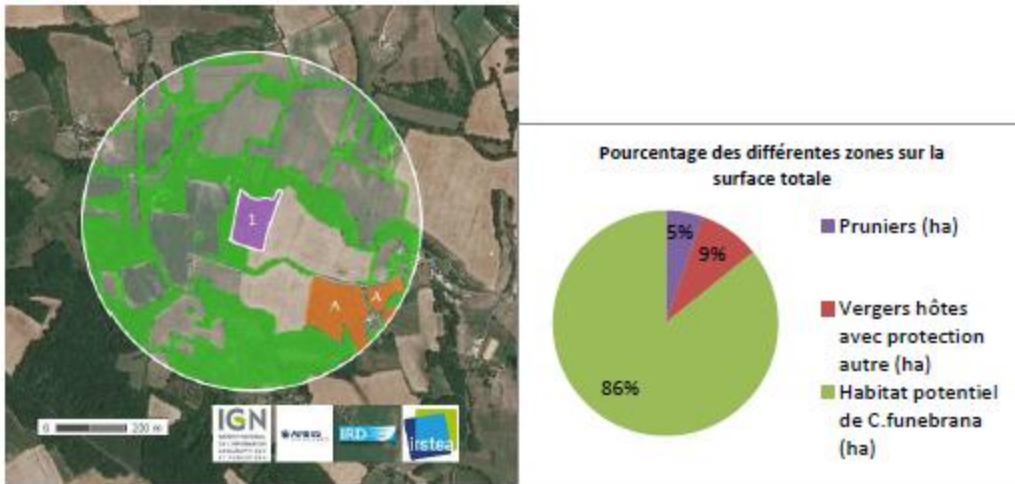 1
A
A
0 200 m
IGN
IRD
irstea
Pourcentage des différentes zones sur la
surface totale
5%
9%
86%
Pruniers (ha)
Vergers hôtes
avec protection
autre (ha)
Habitat potentiel
de C.funebrana
(ha)